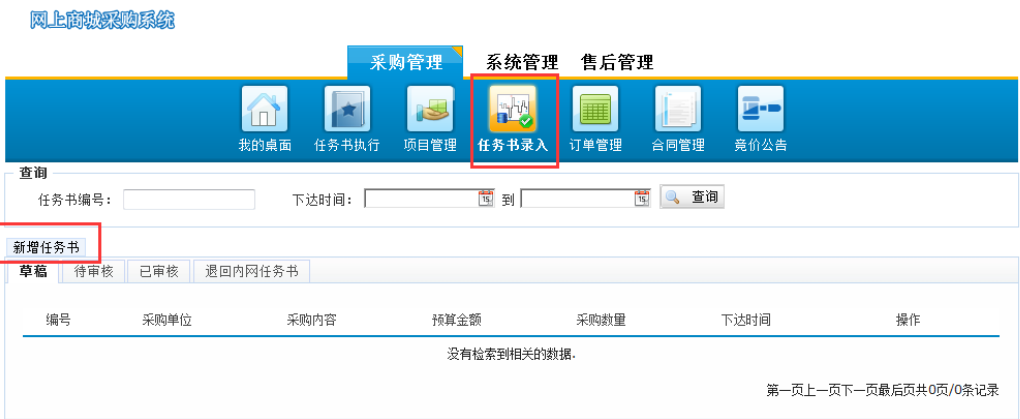 网上商城采购系统
采购管理 系统管理 售后管理
我的桌面 任务书执行 项目管理 任务书录入 订单管理 合同管理 竞价公告
查询
任务书编号： 下达时间： 到 查询
新增任务书
草稿 待审核 已审核 退回内网任务书
编号 采购单位 采购内容 预算金额 采购数量 下达时间 操作
没有检索到相关的数据.
第一页上一页下一页最后页共0页/0条记录